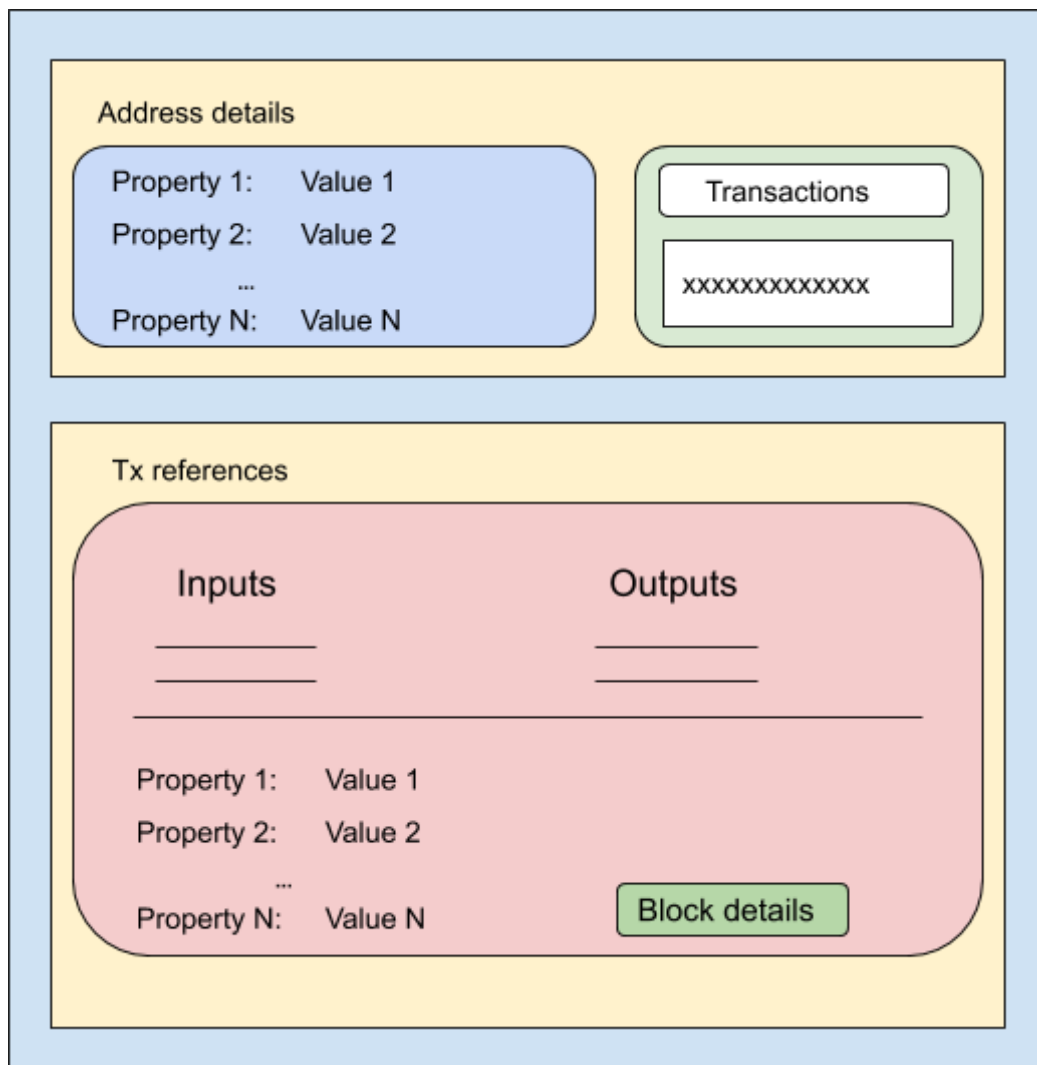 Address details
Property 1: Value 1
Property 2: Value 2
...
Property N: Value N
Transactions
xxxxxxxxxxxxx
Tx references
Inputs
Outputs
Property 1: Value 1
Property 2: Value 2
...
Property N: Value N
Block details